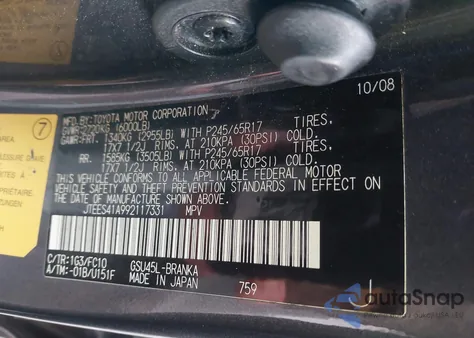 10/08
MFD.BY:TOYOTA MOTOR CORPORATION
GVWR:2720KG (6000LB)
GAWR:FR. 1340KG (2955LB) WITH P245/65R17 TIRES,
17X7 1/2J RIMS, AT 210KPA (30PSI) COLD.
RR. 1585KG (3505LB) WITH P245/65R17 TIRES,
17X7 1/2J RIMS, AT 210KPA (30PSI) COLD.
THIS VEHICLE CONFORMS TO ALL APPLICABLE FEDERAL MOTOR
VEHICLE SAFETY AND THEFT PREVENTION STANDARDS IN EFFECT
ON THE DATE OF MANUFACTURE SHOWN ABOVE.
JTEES41A992117331 MPV
C/TR:1G3/FC10 GSU45L-BRANKA
A/TM:-01B/U151F MADE IN JAPAN 759 J
7
autoSnap